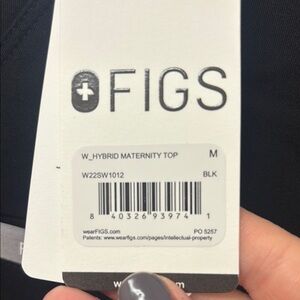 FIGS
W_HYBRID MATERNITY TOP M
W22SW1012 BLK
8 40326 93974 1
wearFIGS.com PO 5257
Patents: www.wearfigs.com/pages/intellectual-property